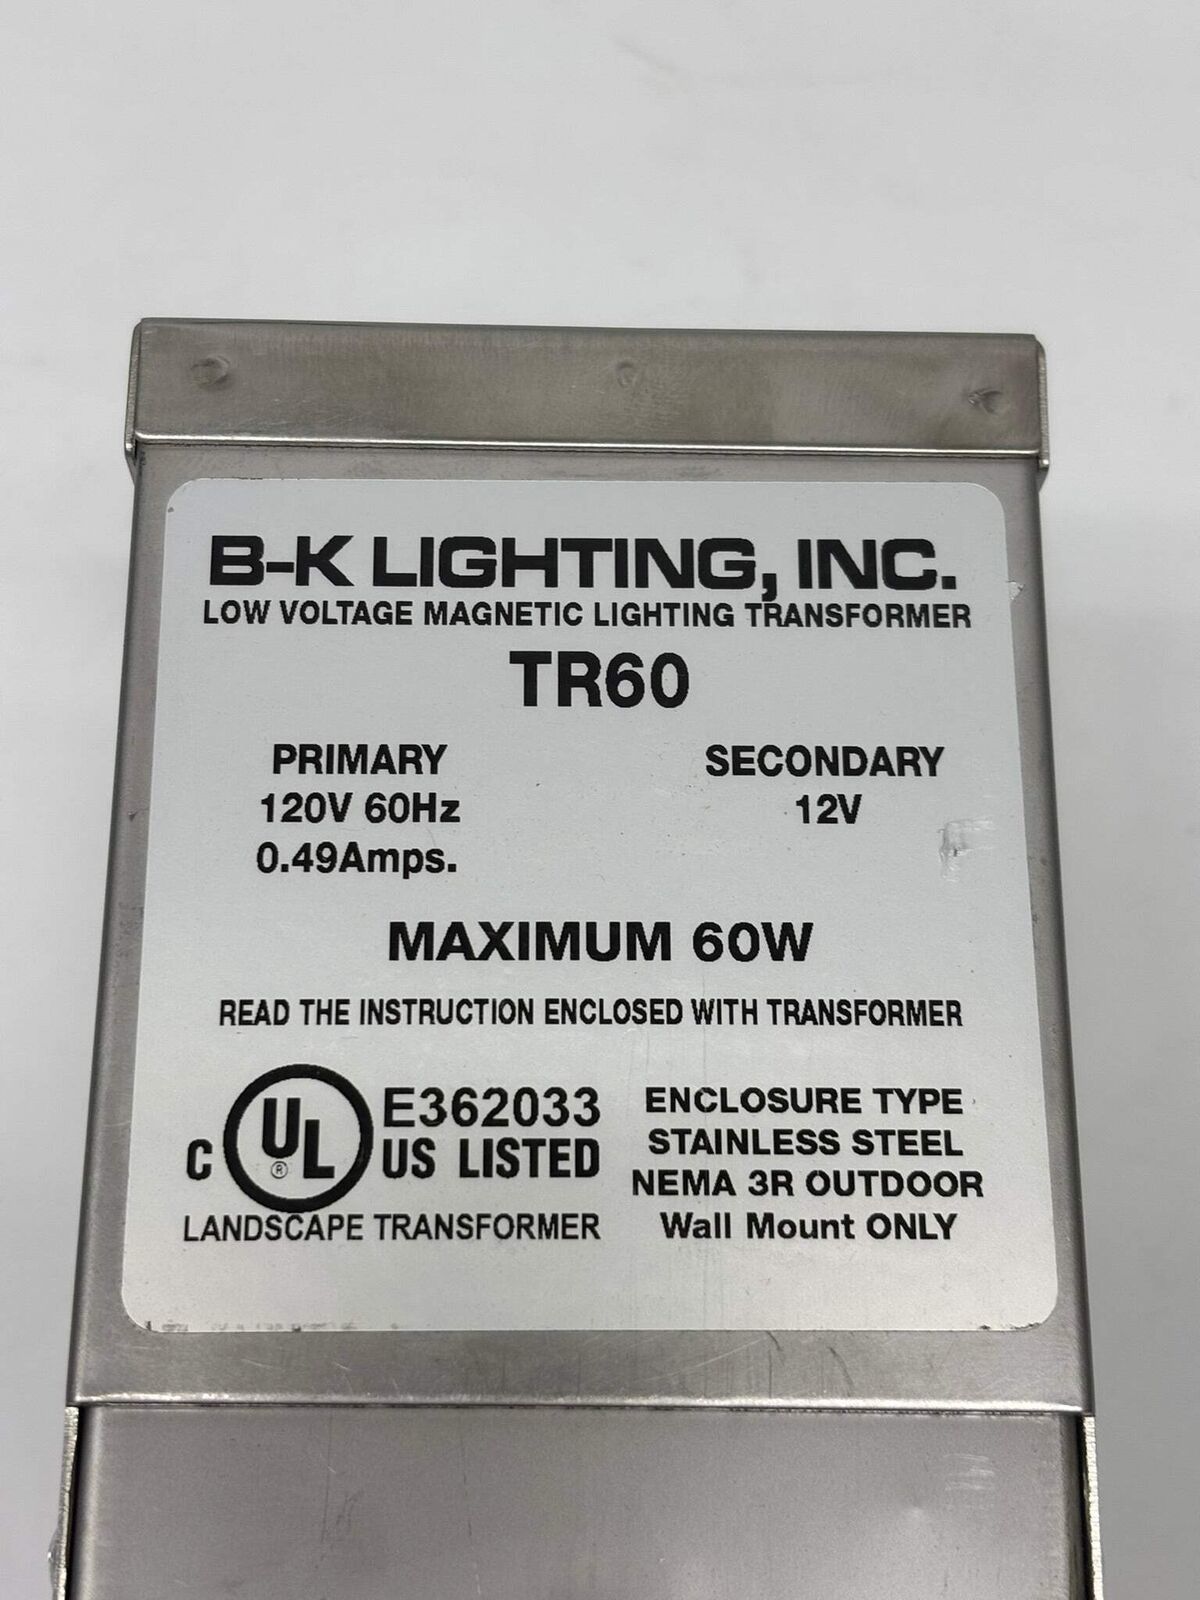 B-K LIGHTING, INC.
LOW VOLTAGE MAGNETIC LIGHTING TRANSFORMER
TR60
PRIMARY
120V 60Hz
0.49Amps.
SECONDARY
12V
MAXIMUM 60W
READ THE INSTRUCTION ENCLOSED WITH TRANSFORMER
C UL ® E362033
US LISTED
LANDSCAPE TRANSFORMER
ENCLOSURE TYPE
STAINLESS STEEL
NEMA 3R OUTDOOR
Wall Mount ONLY